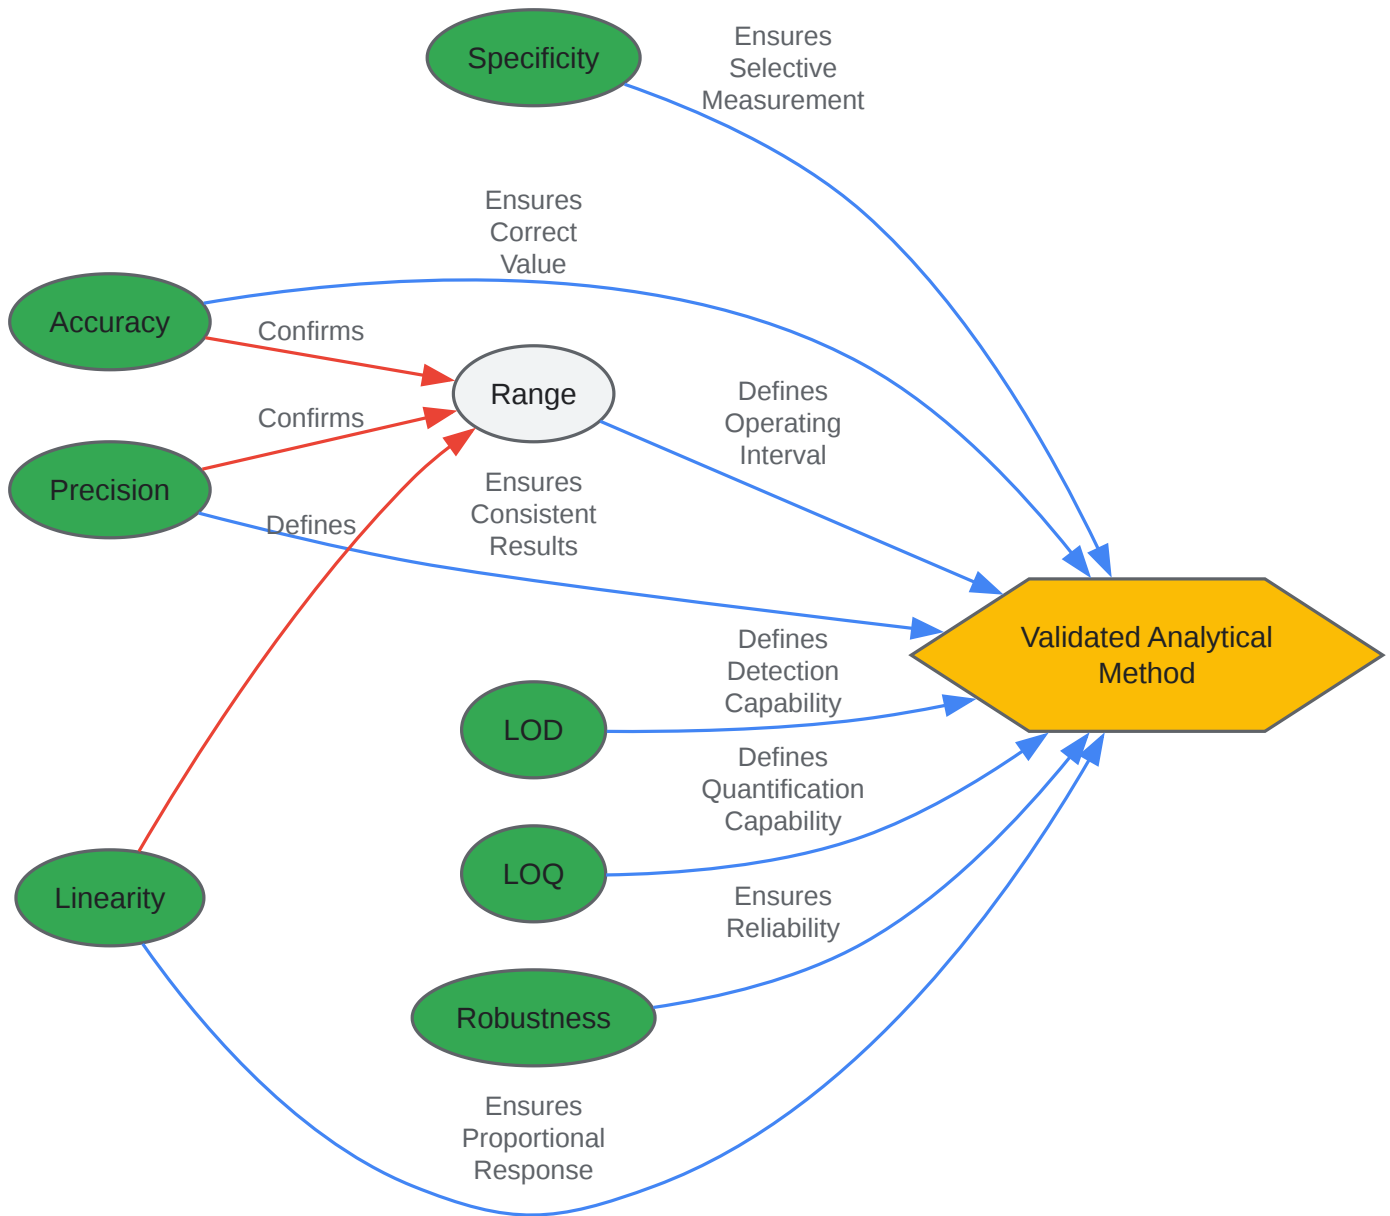 Specificity
Ensures
Selective
Measurement
Ensures
Correct
Value
Accuracy
Confirms
Range
Defines
Operating
Interval
Confirms
Precision
Ensures
Consistent
Results
Defines
Validated Analytical
Method
Defines
Detection
Capability
LOD
Defines
Quantification
Capability
LOQ
Linearity
Ensures
Reliability
Robustness
Ensures
Proportional
Response